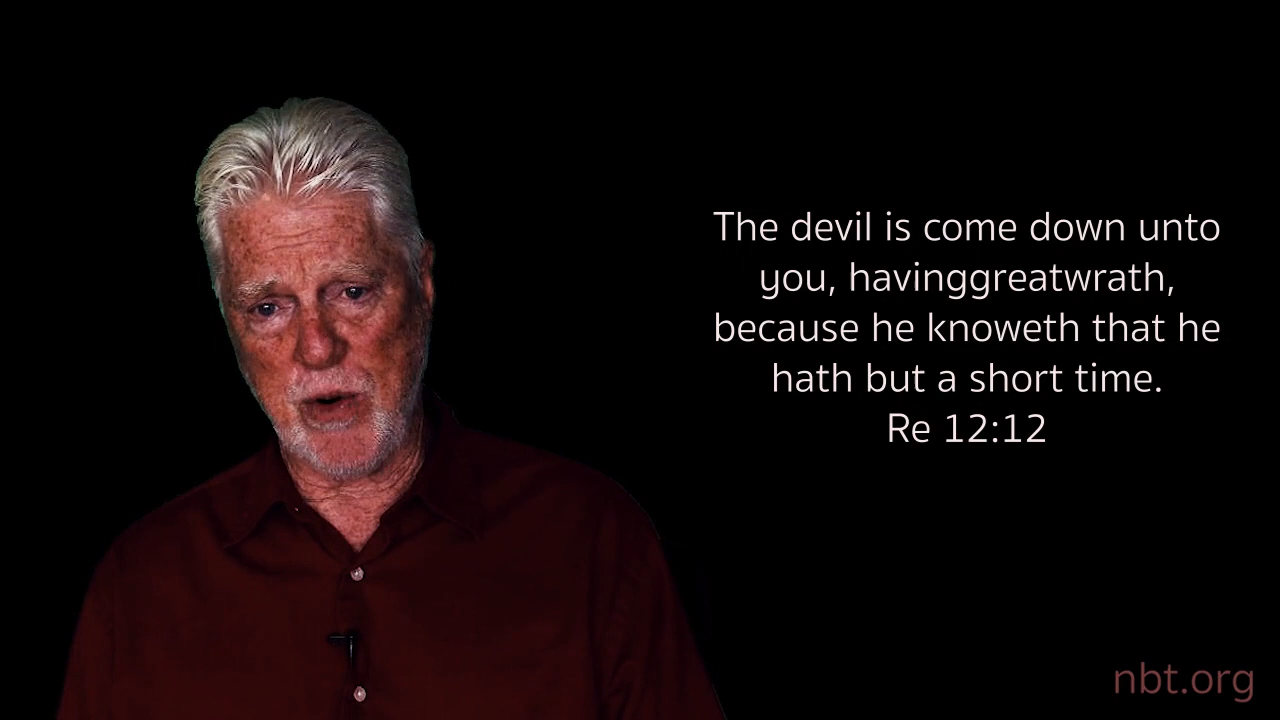 The devil is come down unto
you, havinggreatwrath,
because he knoweth that he
hath but a short time.
Re 12:12
nbt.org